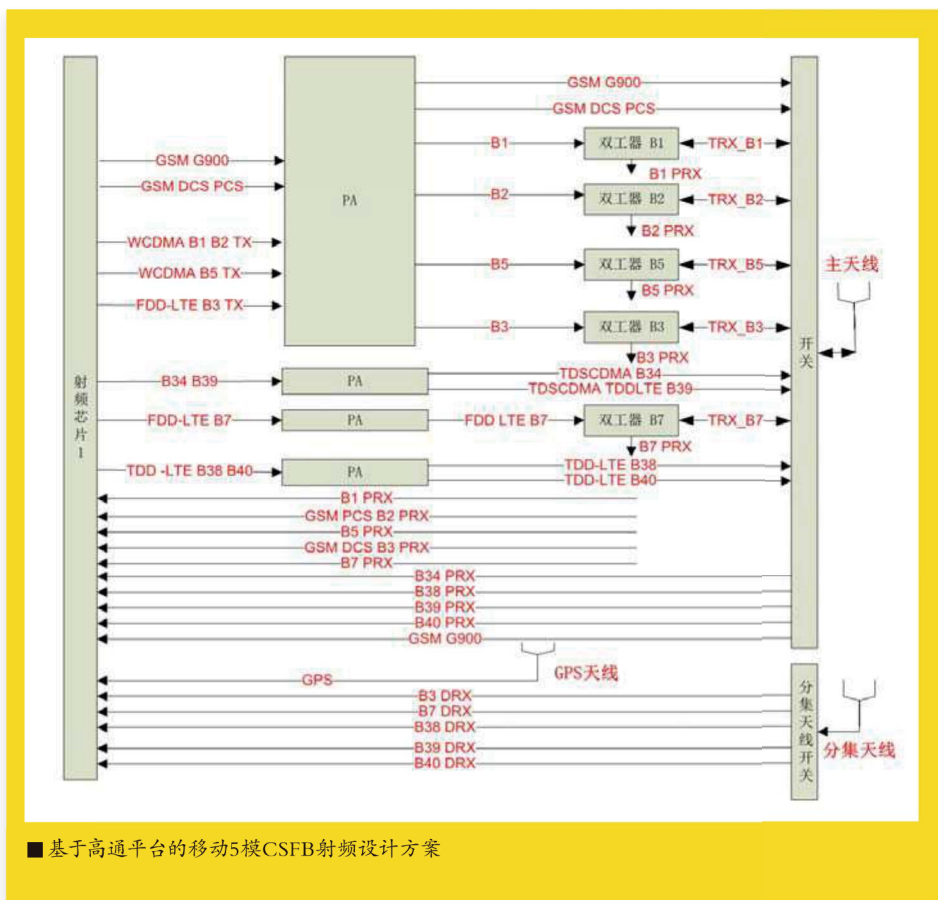 GSM G900
GSM DCS PCS
GSM G900
GSM DCS PCS
WCDMA B1 B2 TX
WCDMA B5 TX
FDD-LTE B3 TX
PA
B1
双工器 B1
TRX_B1
B1 PRX
B2
双工器 B2
TRX_B2
B2 PRX
B5
双工器 B5
TRX_B5
B5 PRX
B3
双工器 B3
TRX_B3
B3 PRX
主天线
开关
射频芯片1
B34 B39
PA
TDSCDMA B34
TDSCDMA TDDLTE B39
FDD-LTE B7
PA
FDD LTE B7
双工器 B7
TRX_B7
B7 PRX
TDD -LTE B38 B40
PA
TDD-LTE B38
TDD-LTE B40
B1 PRX
GSM PCS B2 PRX
B5 PRX
GSM DCS B3 PRX
B7 PRX
B34 PRX
B38 PRX
B39 PRX
B40 PRX
GSM G900
GPS
GPS天线
B3 DRX
B7 DRX
B38 DRX
B39 DRX
B40 DRX
分集天线开关
分集天线
■基于高通平台的移动5模CSFB射频设计方案